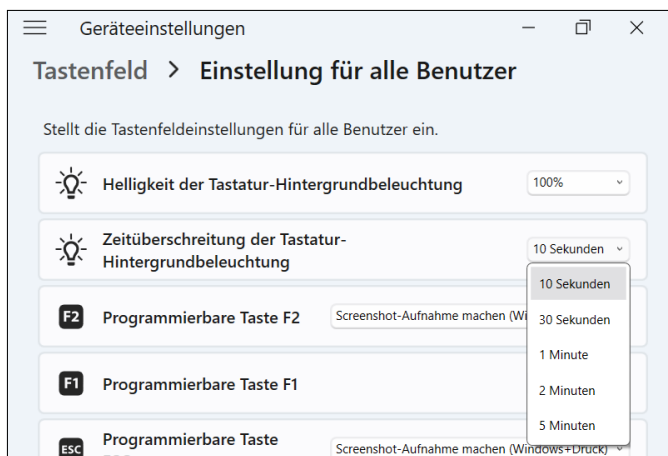 Geräteeinstellungen
Tastenfeld > Einstellung für alle Benutzer
Stellt die Tastenfeldeinstellungen für alle Benutzer ein.
Helligkeit der Tastatur-Hintergrundbeleuchtung 100%
Zeitüberschreitung der Tastatur-
Hintergrundbeleuchtung
10 Sekunden
10 Sekunden
30 Sekunden
1 Minute
2 Minuten
5 Minuten
F2 Programmierbare Taste F2 Screenshot-Aufnahme machen
F1 Programmierbare Taste F1
ESC Programmierbare Taste
Screenshot-Aufnahme machen (Windows+Druck)